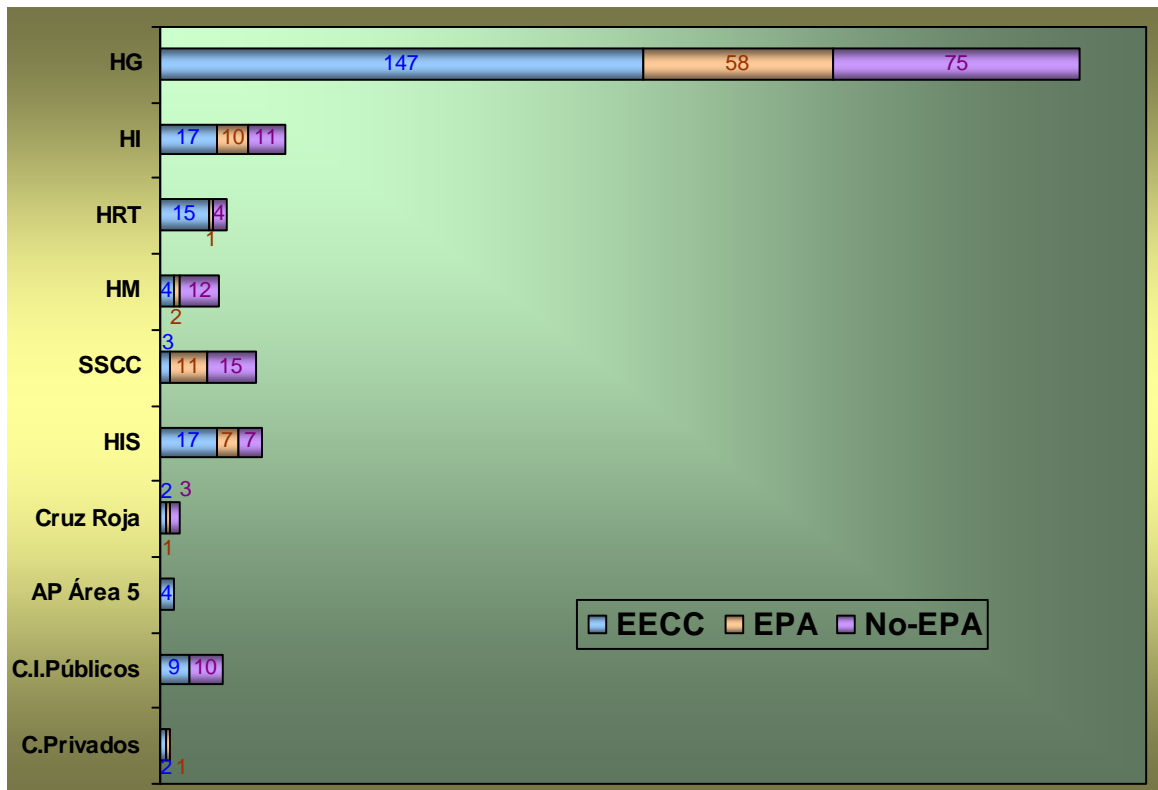 HG 147 58 75
HI 17 10 11
HRT 15 4
1
HM 4 12
2
3
SSCC 11 15
HIS 17 7 7
2 3
Cruz Roja
1
AP Área 5 4
EECC EPA No-EPA
C.I.Públicos 9 10
C.Privados
2 1